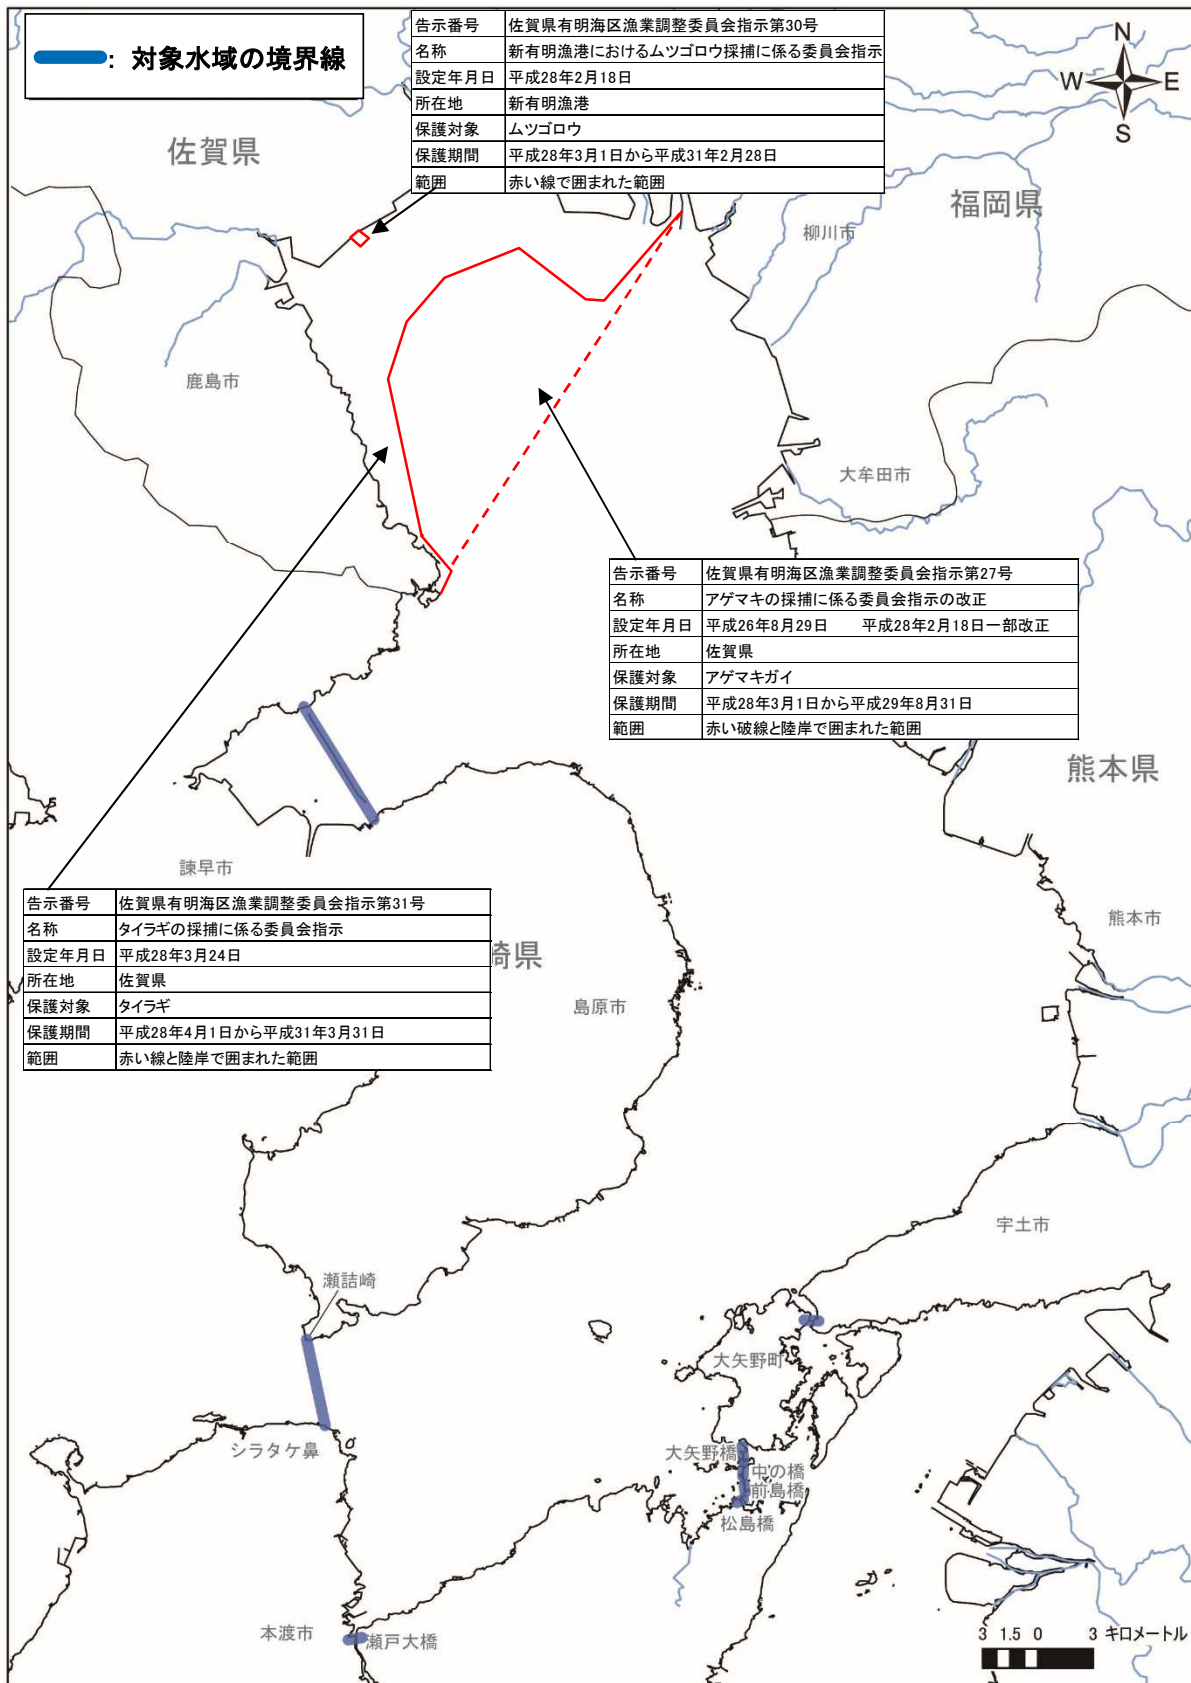 : 対象水域の境界線
告示番号 佐賀県有明海区漁業調整委員会指示第30号
名称 新有明漁港におけるムツゴロウ採捕に係る委員会指示
設定年月日 平成28年2月18日
所在地 新有明漁港
保護対象 ムツゴロウ
保護期間 平成28年3月1日から平成31年2月28日
範囲 赤い線で囲まれた範囲
N
W E
S
佐賀県
福岡県
柳川市
鹿島市
大牟田市
告示番号 佐賀県有明海区漁業調整委員会指示第27号
名称 アゲマキの採捕に係る委員会指示の改正
設定年月日 平成26年8月29日 平成28年2月18日一部改正
所在地 佐賀県
保護対象 アゲマキガイ
保護期間 平成28年3月1日から平成29年8月31日
範囲 赤い破線と陸岸で囲まれた範囲
熊本県
諫早市
告示番号 佐賀県有明海区漁業調整委員会指示第31号
名称 タイラギの採捕に係る委員会指示
設定年月日 平成28年3月24日
所在地 佐賀県
保護対象 タイラギ
保護期間 平成28年4月1日から平成31年3月31日
範囲 赤い線と陸岸で囲まれた範囲
熊本市
崎県
島原市
宇土市
瀬詰崎
大矢野町
シラタケ鼻
大矢野橋
中の橋
前島橋
松島橋
本渡市
瀬戸大橋
3 1.5 0 3 キロメートル